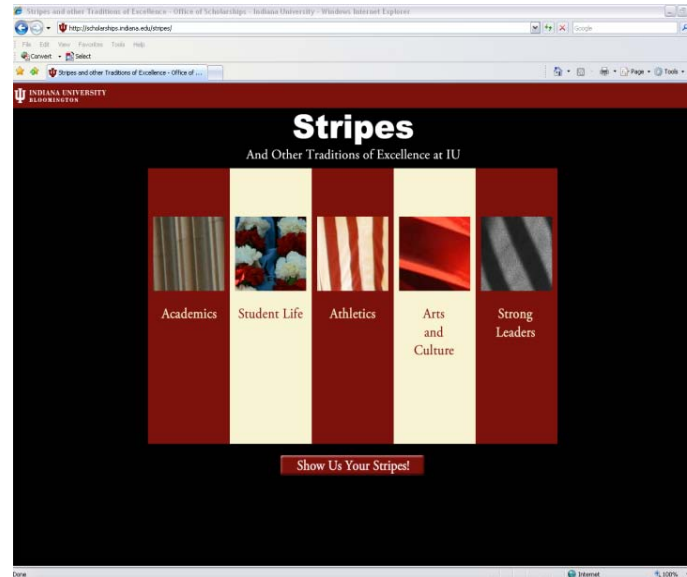 Stripes and other Traditions of Excellence - Office of Scholarships - Indiana University - Windows Internet Explorer
http://scholarships.indiana.edu/stripes/
Google
File Edit View Favorites Tools Help
Convert Select
Stripes and other Traditions of Excellence - Office of ...
Page Tools
INDIANA UNIVERSITY
BLOOMINGTON
Stripes
And Other Traditions of Excellence at IU
Academics
Student Life
Athletics
Arts
and
Culture
Strong
Leaders
Show Us Your Stripes!
Done
Internet
100%